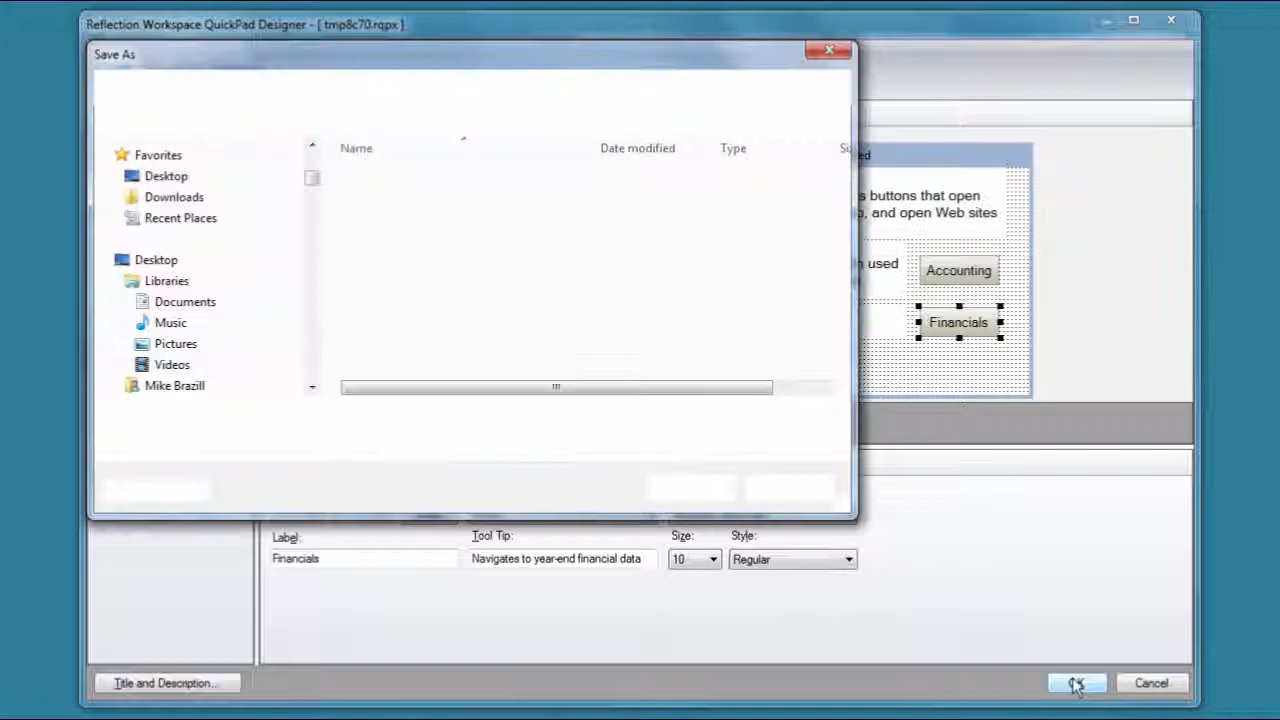 Reflection Workspace QuickPad Designer - [ tmp8c70.rqpx ]
Save As
Name
Date modified
Type
Favorites
Desktop
Downloads
Recent Places
Desktop
Libraries
Documents
Music
Pictures
Videos
Mike Brazill
buttons that open
, and open Web sites
used
Accounting
Financials
Label:
Tool Tip:
Size:
Style:
Financials
Navigates to year-end financial data
10
Regular
Title and Description...
OK
Cancel